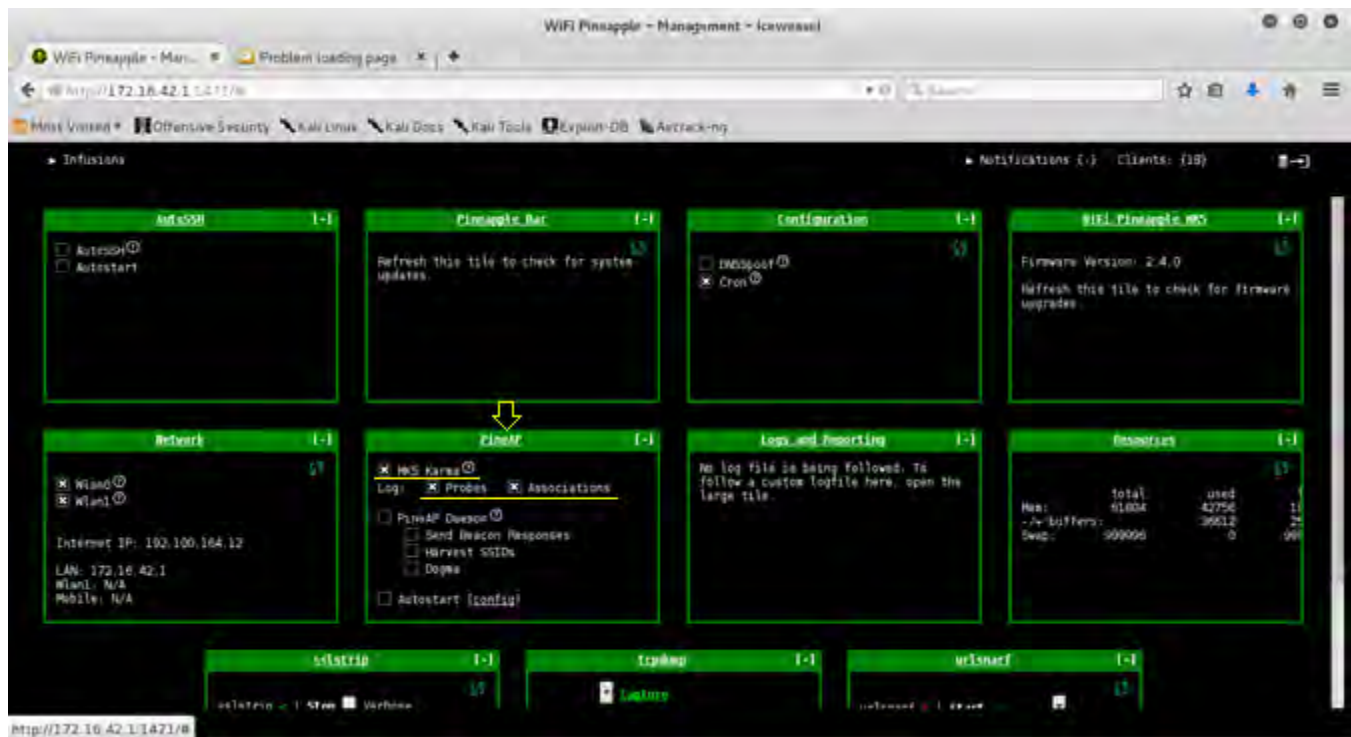 WiFi Pineapple - Management - Iceweasel
WiFi Pineapple - Man...
Problem loading page
172.16.42.1:1471/#
Search
Most Visited
Offensive Security
Kali Linux
Kali Docs
Kali Tools
Exploit-DB
Aircrack-ng
Infusions
Notifications {-}
Clients: {18}
AutoSSH [-]
AutoSSH
Autostart
Pineapple Bar [-]
Refresh this tile to check for system
updates.
Configuration [-]
DNSSpoof
Cron
WiFi Pineapple MK5 [-]
Firmware Version: 2.4.0
Refresh this tile to check for firmware
upgrades.
Network [-]
Wlan0
Wlan1
Internet IP: 192.100.164.12
LAN: 172.16.42.1
Wlan1: N/A
Mobile: N/A
PineAP [-]
MK5 Karma
Log: Probes Associations
PineAP Daemon
Send Beacon Responses
Harvest SSIDs
Dogma
Autostart [config]
Logs and Reporting [-]
No log file is being followed. To
follow a custom logfile here, open the
large tile.
Resources [-]
total used
Mem: 61804 42756
-/+ buffers: 36612
Swap: 0
sslstrip [-]
sslstrip | Stop Verbose
tcpdump [-]
Capture
urlsnarf [-]
urlsnarf | Start
http://172.16.42.1:1471/#